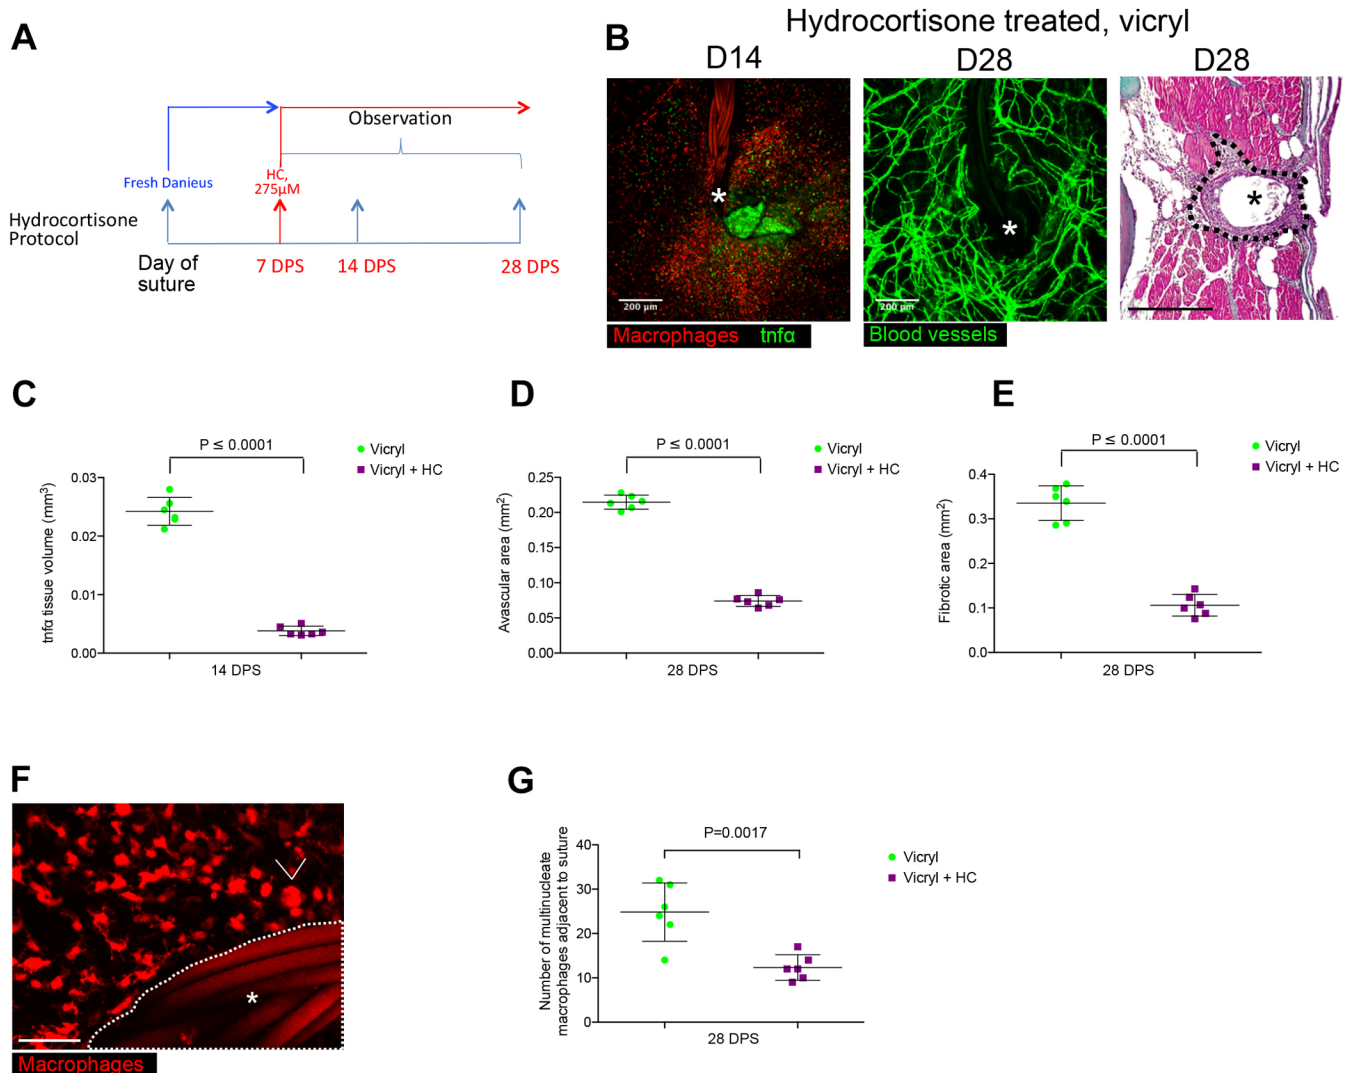 A
Fresh Danieus
HC,
275µM
Observation
Hydrocortisone
Protocol
Day of
suture
7 DPS
14 DPS
28 DPS
B
Hydrocortisone treated, vicryl
D14
D28
D28
*
200 µm
Macrophages tnfα
*
200 µm
Blood vessels
*
C
P ≤ 0.0001
Vicryl
Vicryl + HC
tnfα tissue volume (mm³)
0.03
0.02
0.01
0.00
14 DPS
D
P ≤ 0.0001
Vicryl
Vicryl + HC
Avascular area (mm²)
0.25
0.20
0.15
0.10
0.05
0.00
28 DPS
E
P ≤ 0.0001
Vicryl
Vicryl + HC
Fibrotic area (mm²)
0.4
0.3
0.2
0.1
0.0
28 DPS
F
*
Macrophages
G
P=0.0017
Vicryl
Vicryl + HC
Number of multinucleate
macrophages adjacent to suture
40
30
20
10
0
28 DPS